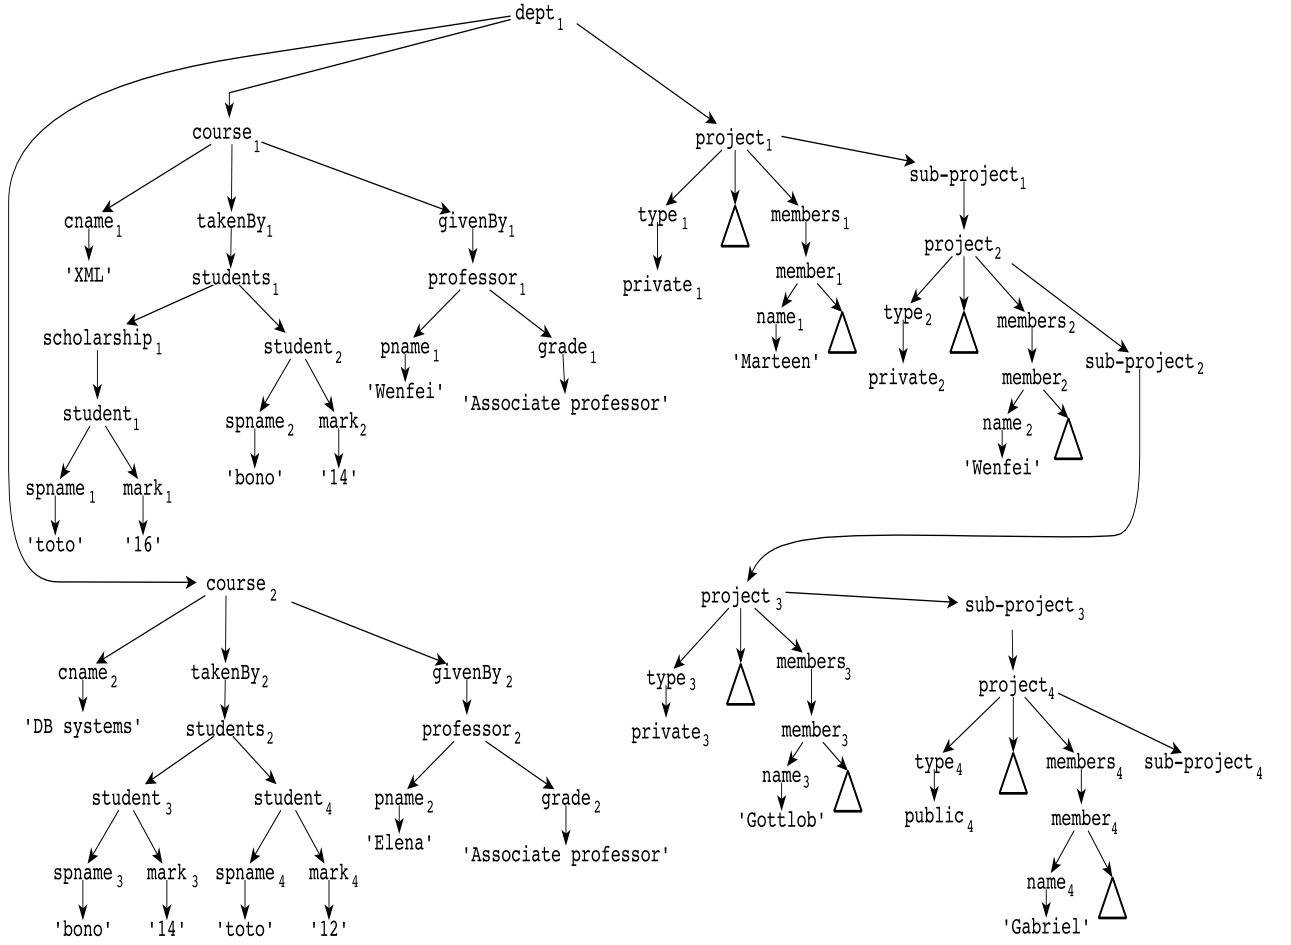 dept1
course1
project1
sub-project1
cname1 takenBy1 givenBy1
type1 members1
'XML' students1 professor1
private1 member1
project2
scholarship1 student2
pname1 grade1
name1
'Marteen'
type2 members2 sub-project2
private2 member2
'Wenfei' 'Associate professor'
student1
spname2 mark2
name2
'bono' '14'
'Wenfei'
spname1 mark1
'toto' '16'
course2
project3 sub-project3
cname2 takenBy2 givenBy2
type3 members3
project4
'DB systems' students2 professor2
private3 member3
type4 members4 sub-project4
student3 student4 pname2 grade2
name3
'Gottlob'
public4 member4
'Elena' 'Associate professor'
spname3 mark3 spname4 mark4
name4
'bono' '14' 'toto' '12'
'Gabriel'